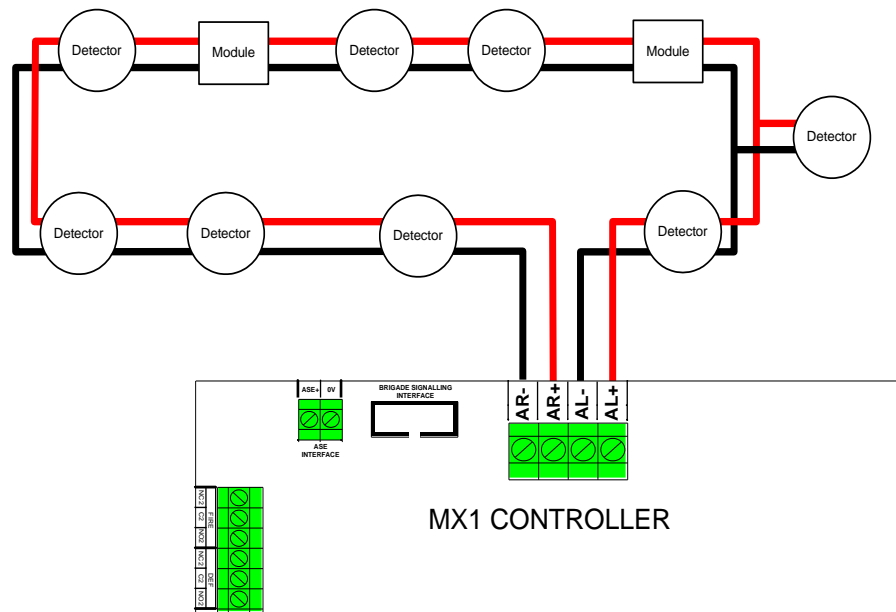 Detector
Module
Detector
Detector
Module
Detector
Detector
Detector
Detector
Detector
ASE+ 0V
BRIGADE SIGNALLING
INTERFACE
AR-
AR+
AL-
AL+
ASE
INTERFACE
NC2
C2
NO2
FIRE
NC2
C2
NO2
DEF
MX1 CONTROLLER